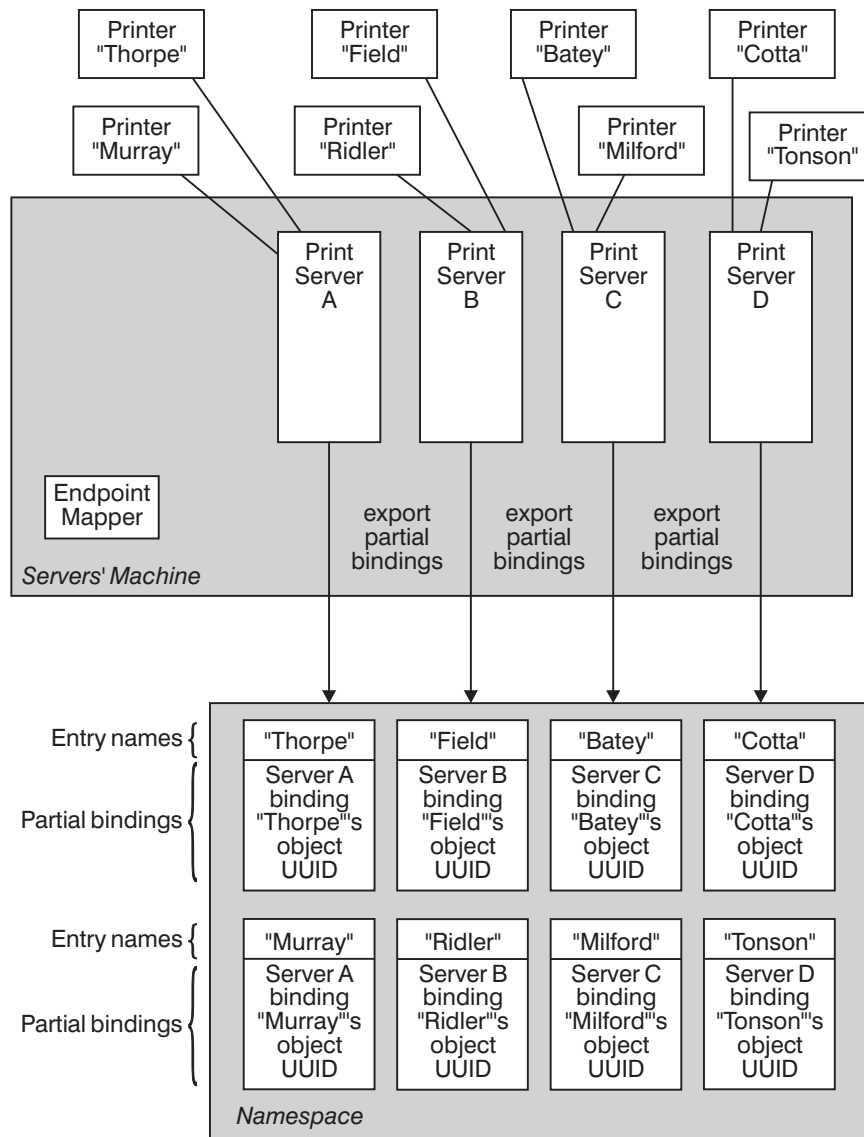 Printer
"Thorpe"
Printer
"Field"
Printer
"Batey"
Printer
"Cotta"
Printer
"Murray"
Printer
"Ridler"
Printer
"Milford"
Printer
"Tonson"
Print
Server
A
Print
Server
B
Print
Server
C
Print
Server
D
Endpoint
Mapper
export
partial
bindings
export
partial
bindings
export
partial
bindings
Servers' Machine
Entry names
"Thorpe"
"Field"
"Batey"
"Cotta"
Partial bindings
Server A
binding
"Thorpe"'s
object
UUID
Server B
binding
"Field"'s
object
UUID
Server C
binding
"Batey"'s
object
UUID
Server D
binding
"Cotta"'s
object
UUID
Entry names
"Murray"
"Ridler"
"Milford"
"Tonson"
Partial bindings
Server A
binding
"Murray"'s
object
UUID
Server B
binding
"Ridler"'s
object
UUID
Server C
binding
"Milford"'s
object
UUID
Server D
binding
"Tonson"'s
object
UUID
Namespace